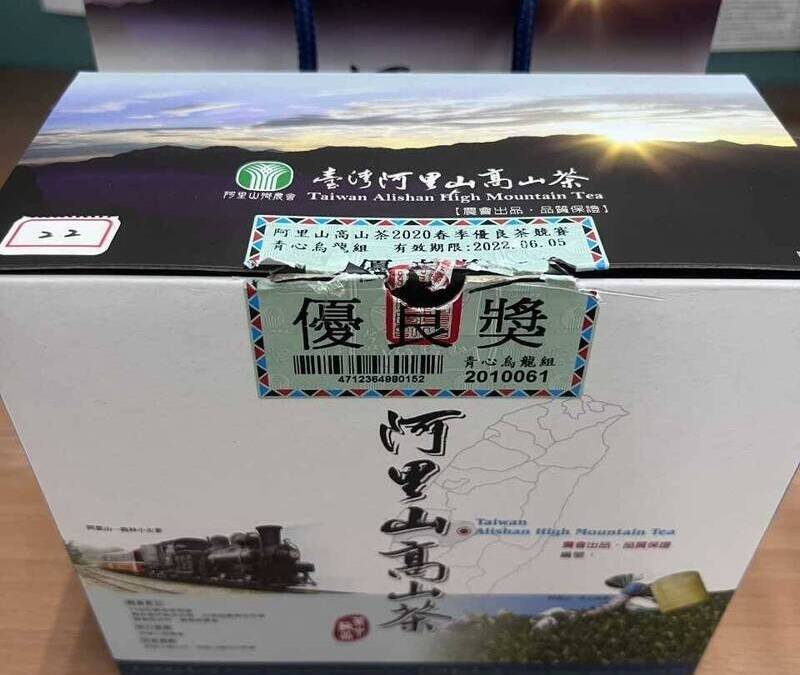 臺灣阿里山高山茶
阿里山鄉農會
Taiwan Alishan High Mountain Tea
【農會出品・品質保證】
22
阿里山高山茶2020春季優良茶競賽
青心烏龍組 有效期限:2022.06.05
優良獎
青心烏龍組
4712364980152
2010061
阿里山高山茶
Taiwan
Alishan High Mountain Tea
農會出品・品質保證
編號：